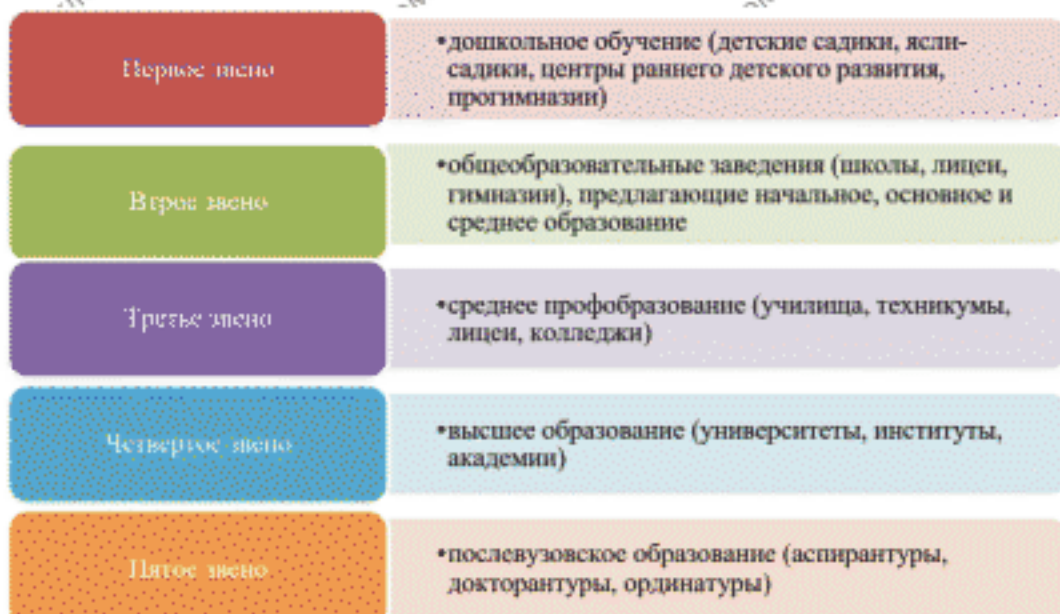 Первое звено
•дошкольное обучение (детские садики, ясли-
садики, центры раннего детского развития,
прогимназии)
Втрое звено
•общеобразовательные заведения (школы, лицеи,
гимназии), предлагающие начальное, основное и
среднее образование
Третье звено
•среднее профобразование (училища, техникумы,
лицеи, колледжи)
Четвертое звено
•высшее образование (университеты, институты,
академии)
Пятое звено
•послевузовское образование (аспирантуры,
докторантуры, ординатуры)